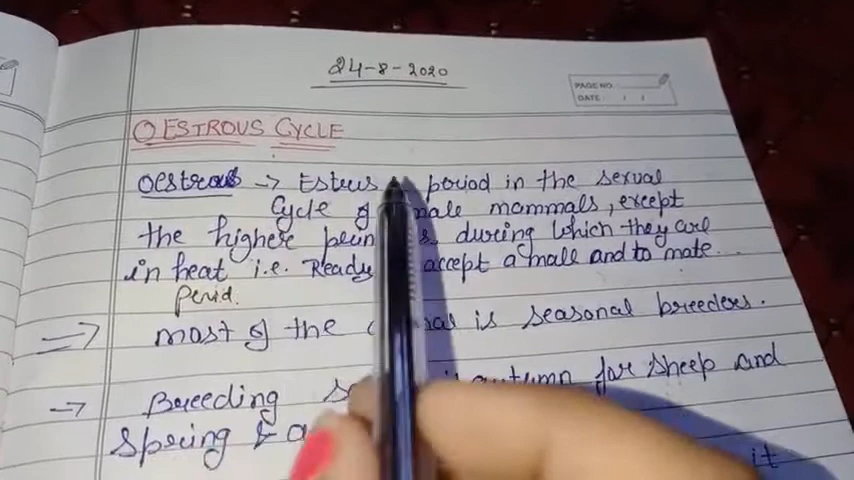 24-8-2020
PAGE NO.
DATE / /
OESTROUS CYCLE
oestrous -> Estrus period in the sexual
Cycle of male mammals, except
the higher during which they are
in heat i.e. Ready accept a male and to mate.
perid.
=> most of the is seasonal breeders.
-> Breeding autumn for sheep and
spring &
it